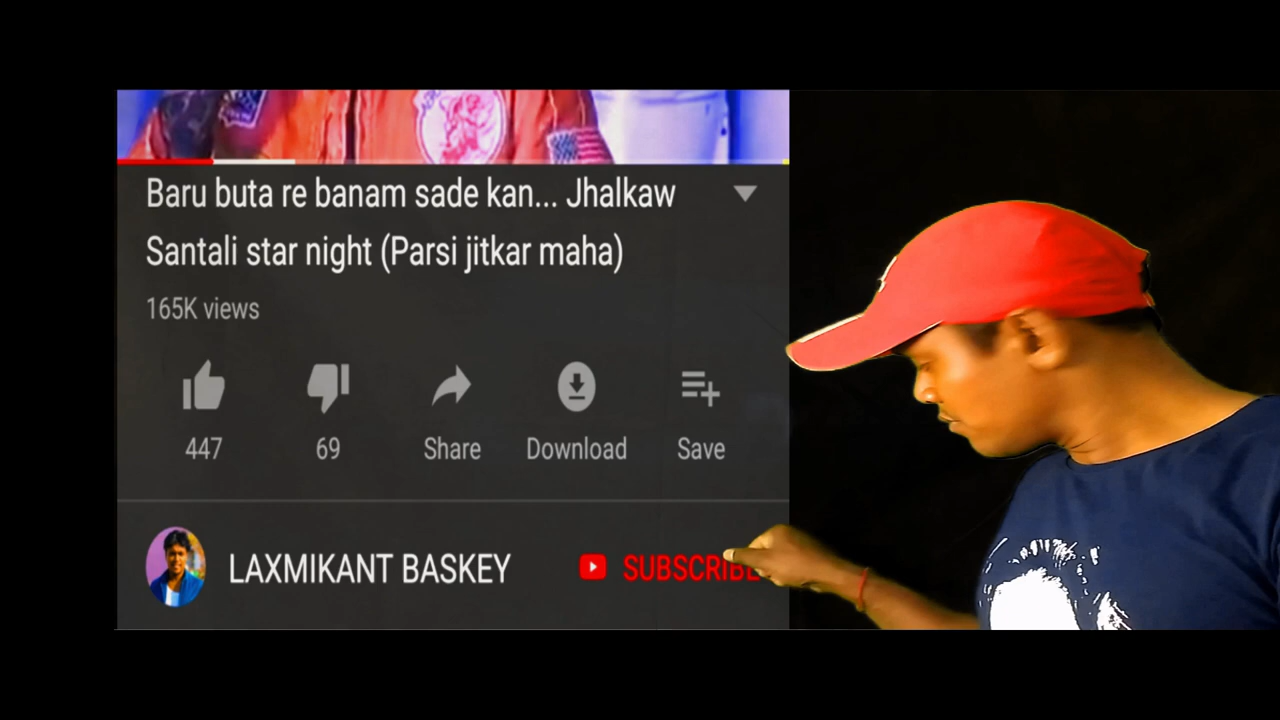 Baru buta re banam sade kan... Jhalkaw
Santali star night (Parsi jitkar maha)
165K views
447 69 Share Download Save
LAXMIKANT BASKEY SUBSCRIBE